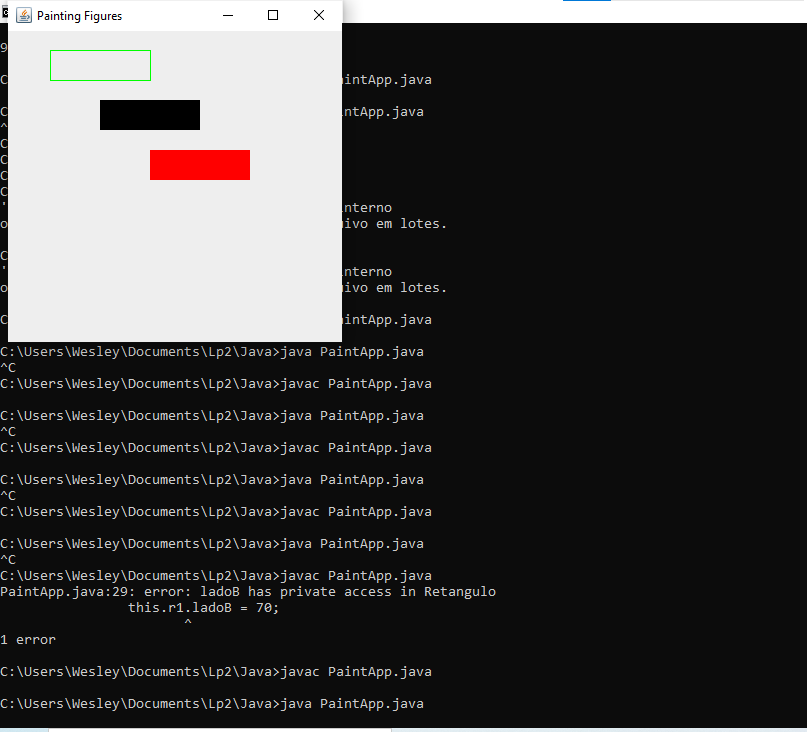 Painting Figures
9
C intApp.java
C ntApp.java
^
C
C
C
C
' nterno
o ivo em lotes.
C
' nterno
o ivo em lotes.
C intApp.java
C:\Users\Wesley\Documents\Lp2\Java>java PaintApp.java
^C
C:\Users\Wesley\Documents\Lp2\Java>javac PaintApp.java
C:\Users\Wesley\Documents\Lp2\Java>java PaintApp.java
^C
C:\Users\Wesley\Documents\Lp2\Java>javac PaintApp.java
C:\Users\Wesley\Documents\Lp2\Java>java PaintApp.java
^C
C:\Users\Wesley\Documents\Lp2\Java>javac PaintApp.java
C:\Users\Wesley\Documents\Lp2\Java>java PaintApp.java
^C
C:\Users\Wesley\Documents\Lp2\Java>javac PaintApp.java
PaintApp.java:29: error: ladoB has private access in Retangulo
this.r1.ladoB = 70;
^
1 error
C:\Users\Wesley\Documents\Lp2\Java>javac PaintApp.java
C:\Users\Wesley\Documents\Lp2\Java>java PaintApp.java